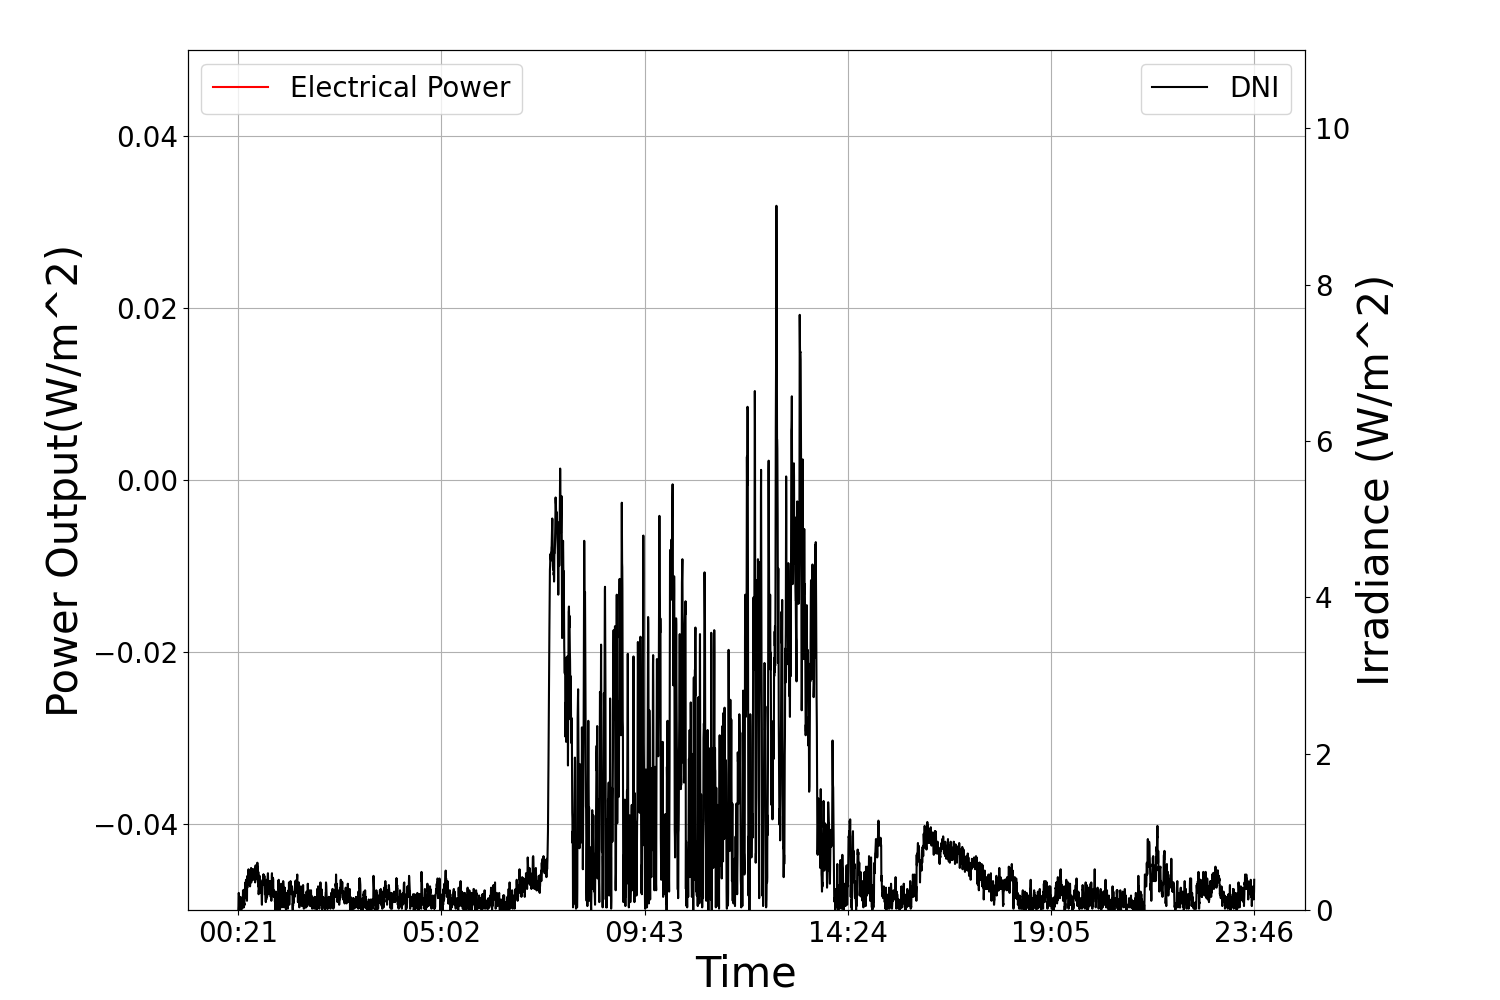 Electrical Power
DNI
0.04
0.02
0.00
−0.02
−0.04
Power Output(W/m^2)
10
8
6
4
2
0
Irradiance (W/m^2)
00:21 05:02 09:43 14:24 19:05 23:46
Time